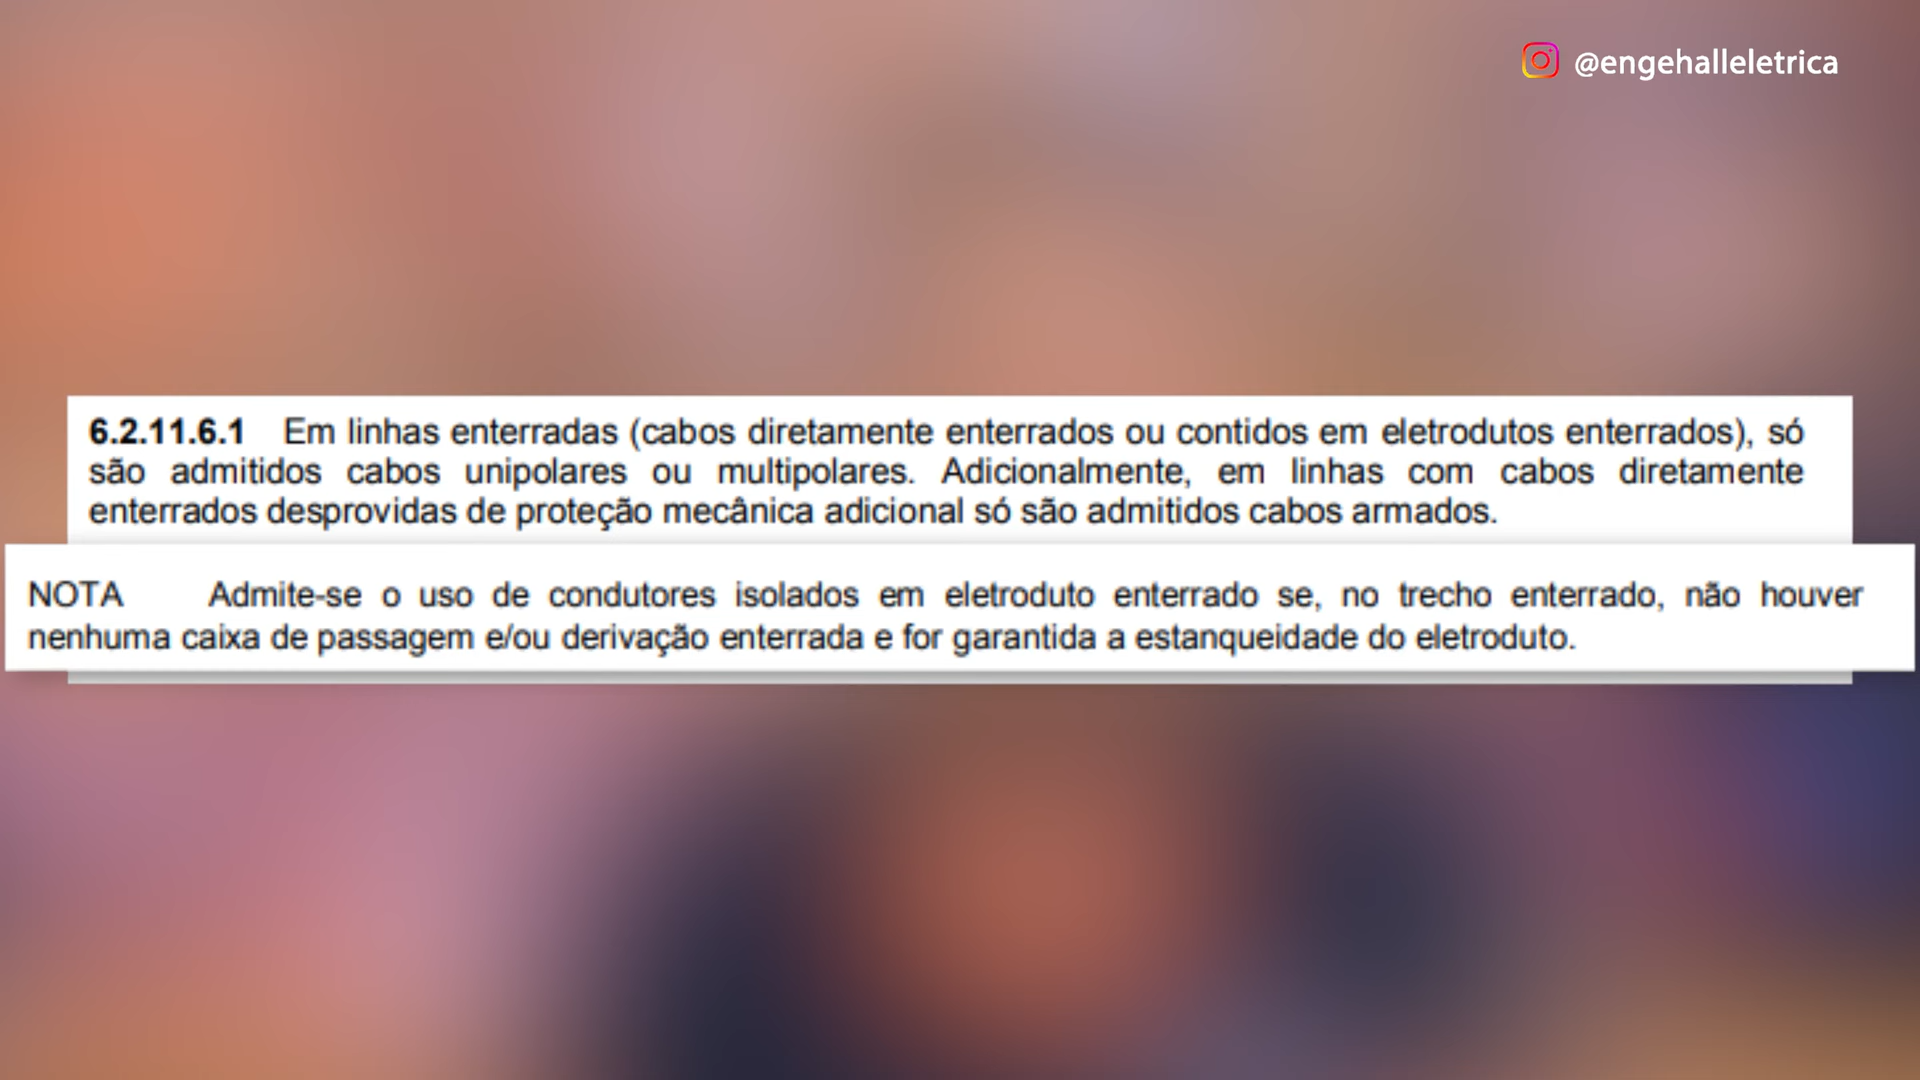 @engehalleletrica
6.2.11.6.1 Em linhas enterradas (cabos diretamente enterrados ou contidos em eletrodutos enterrados), só
são admitidos cabos unipolares ou multipolares. Adicionalmente, em linhas com cabos diretamente
enterrados desprovidas de proteção mecânica adicional só são admitidos cabos armados.
NOTA Admite-se o uso de condutores isolados em eletroduto enterrado se, no trecho enterrado, não houver
nenhuma caixa de passagem e/ou derivação enterrada e for garantida a estanqueidade do eletroduto.